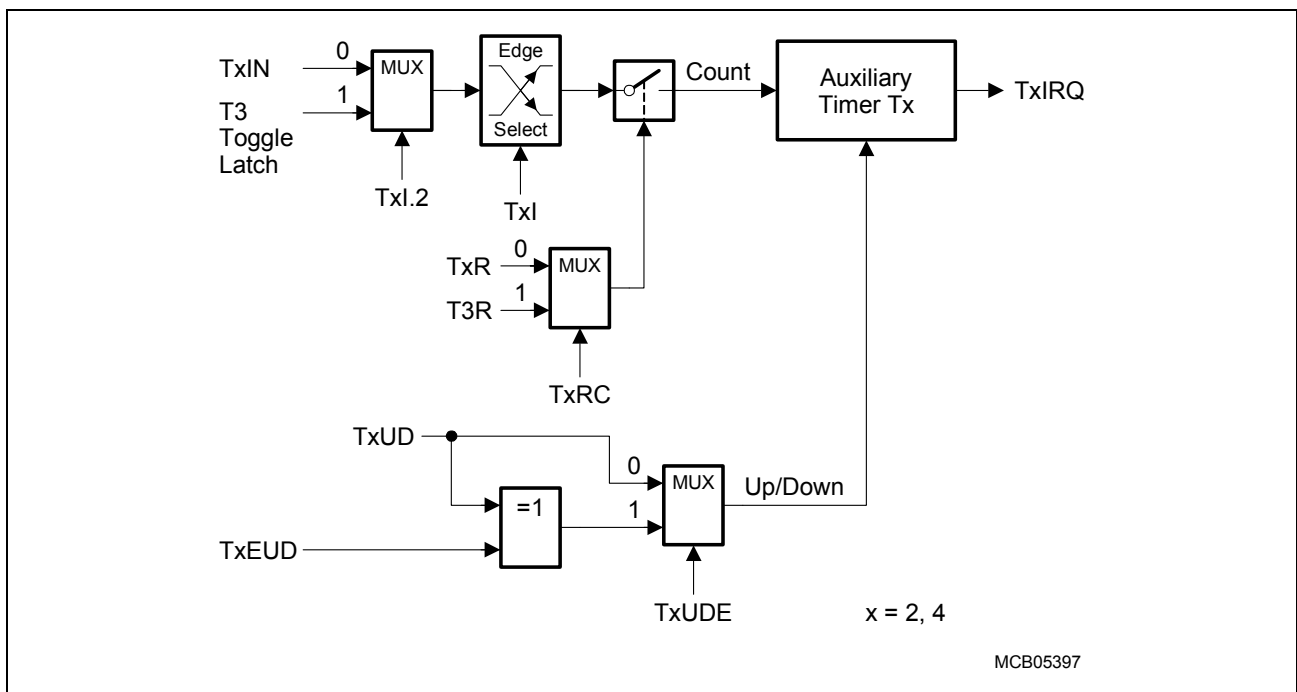 0
TxIN
MUX
Edge
Select
Count
Auxiliary
Timer Tx
TxIRQ
1
T3
Toggle
Latch
TxI.2
TxI
0
TxR
MUX
1
T3R
TxRC
TxUD
0
MUX
Up/Down
=1
1
TxEUD
TxUDE
x = 2, 4
MCB05397